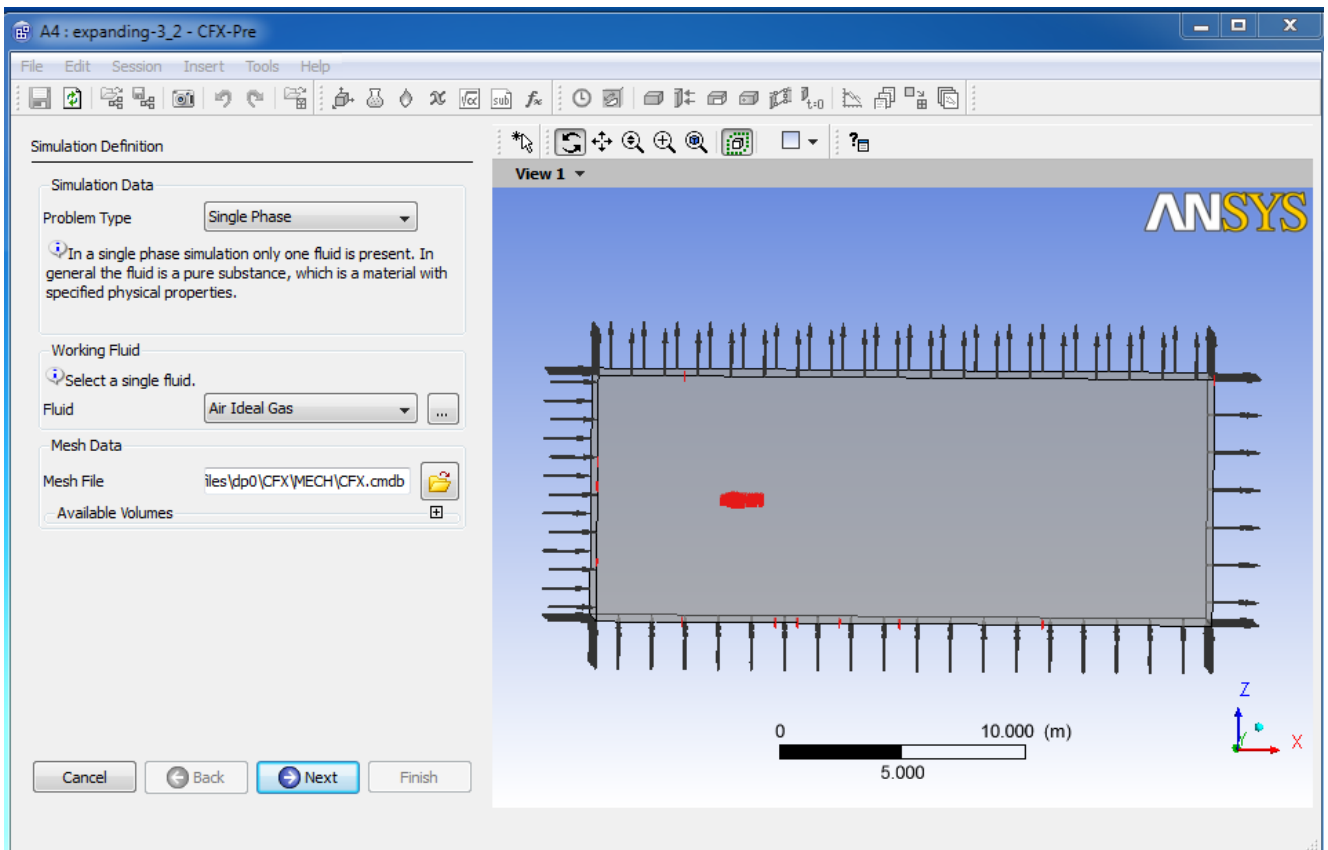 A4 : expanding-3_2 - CFX-Pre
File Edit Session Insert Tools Help
Simulation Definition
Simulation Data
Problem Type Single Phase
In a single phase simulation only one fluid is present. In
general the fluid is a pure substance, which is a material with
specified physical properties.
Working Fluid
Select a single fluid.
Fluid Air Ideal Gas ...
Mesh Data
Mesh File iles\dp0\CFX\MECH\CFX.cmdb
Available Volumes
Cancel Back Next Finish
View 1
ANSYS
0 10.000 (m)
5.000
Z
Y
X